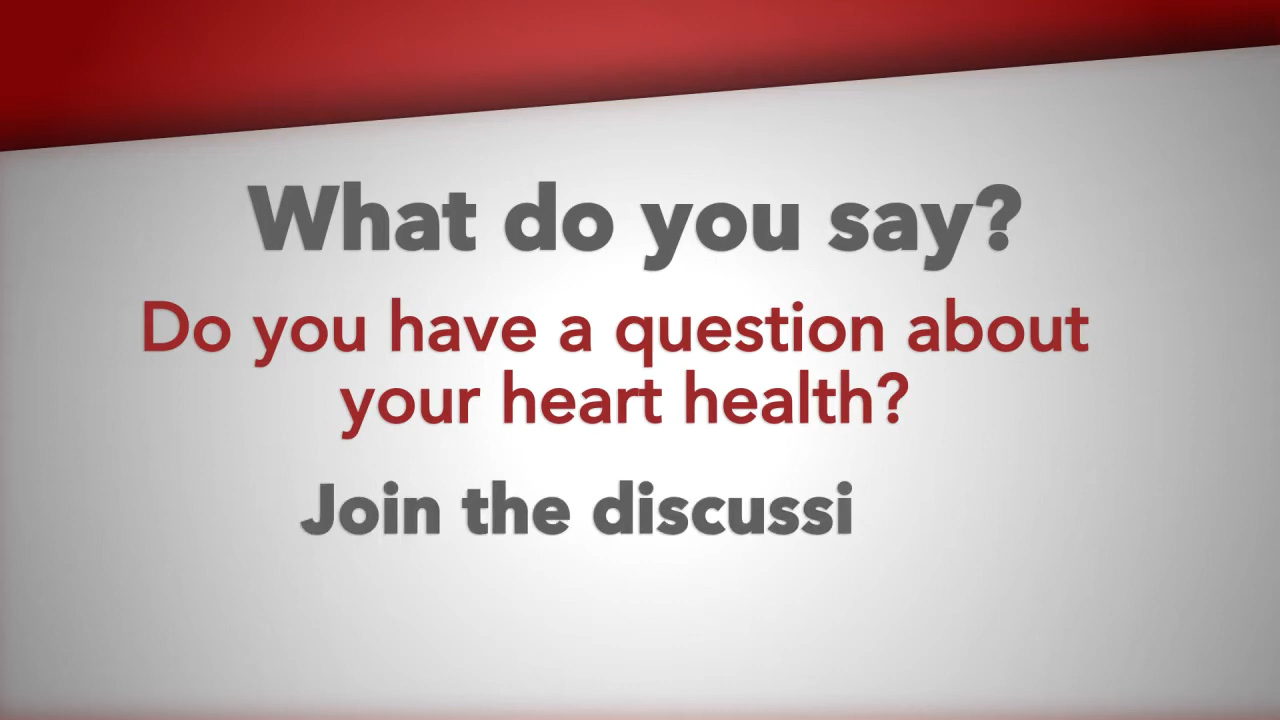 What do you say?
Do you have a question about
your heart health?
Join the discussi